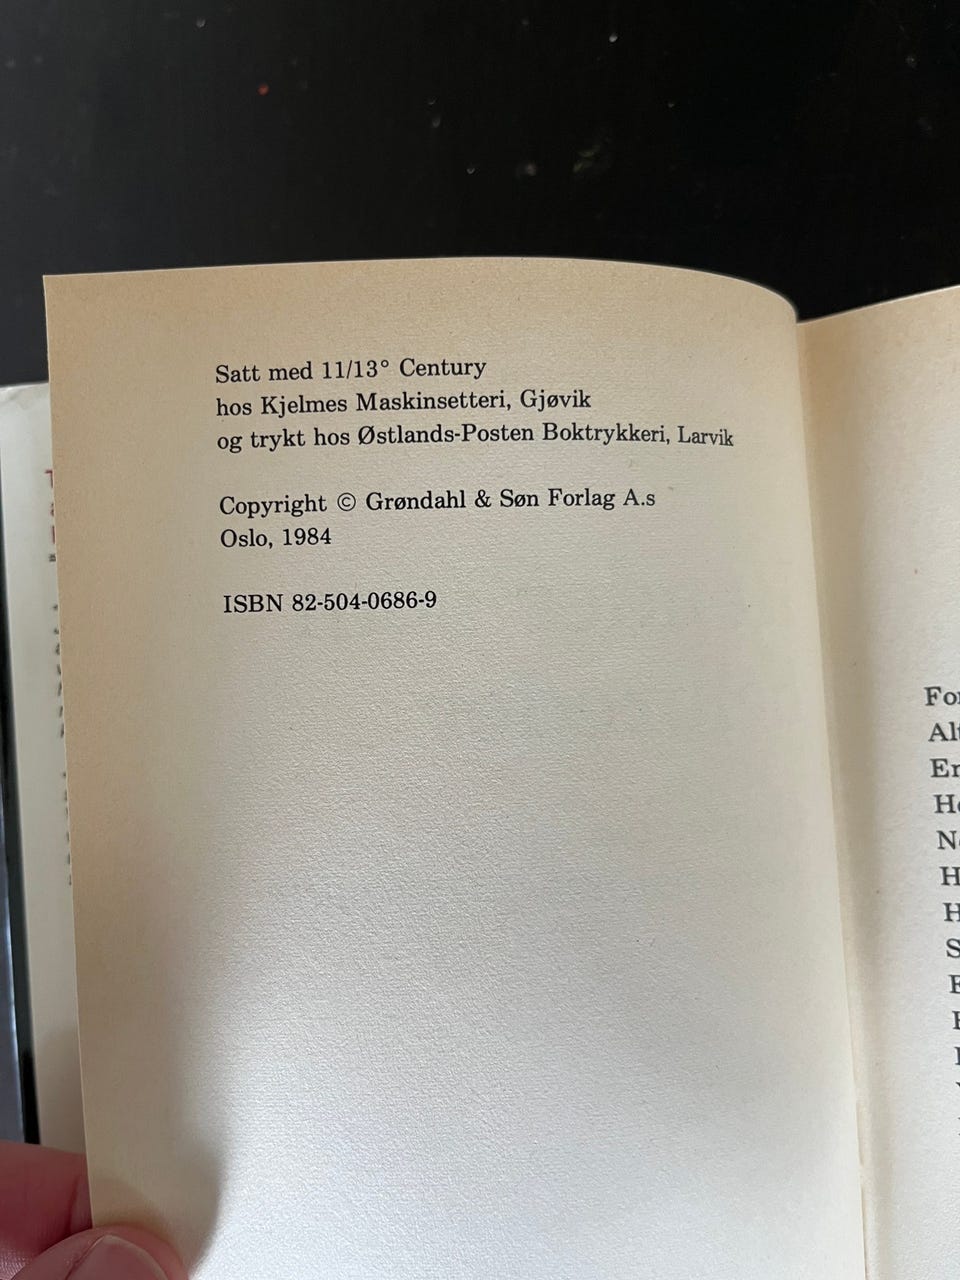 Satt med 11/13° Century
hos Kjelmes Maskinsetteri, Gjøvik
og trykt hos Østlands-Posten Boktrykkeri, Larvik
Copyright © Grøndahl & Søn Forlag A.s
Oslo, 1984
ISBN 82-504-0686-9